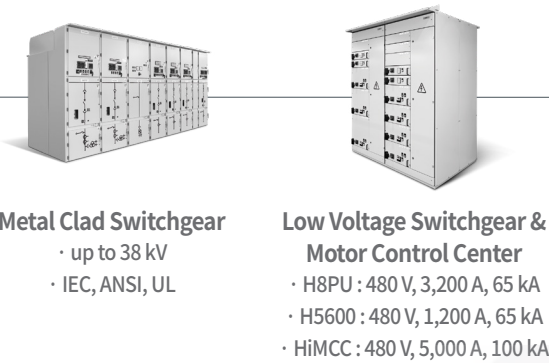 Metal Clad Switchgear
· up to 38 kV
· IEC, ANSI, UL
Low Voltage Switchgear &
Motor Control Center
· H8PU : 480 V, 3,200 A, 65 kA
· H5600 : 480 V, 1,200 A, 65 kA
· HiMCC : 480 V, 5,000 A, 100 kA